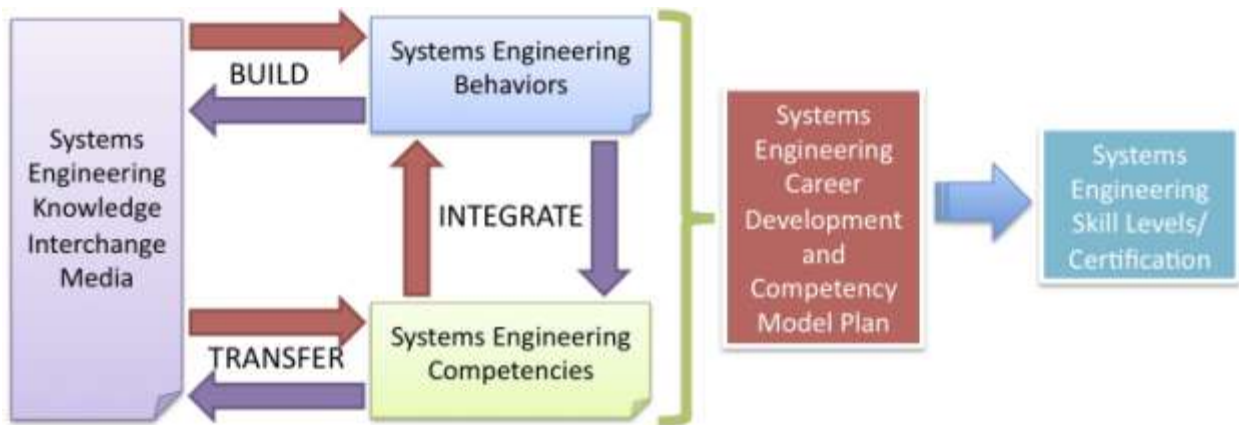 Systems
Engineering
Knowledge
Interchange
Media
BUILD
Systems Engineering
Behaviors
INTEGRATE
TRANSFER
Systems Engineering
Competencies
Systems
Engineering
Career
Development
and
Competency
Model Plan
Systems
Engineering
Skill Levels/
Certification